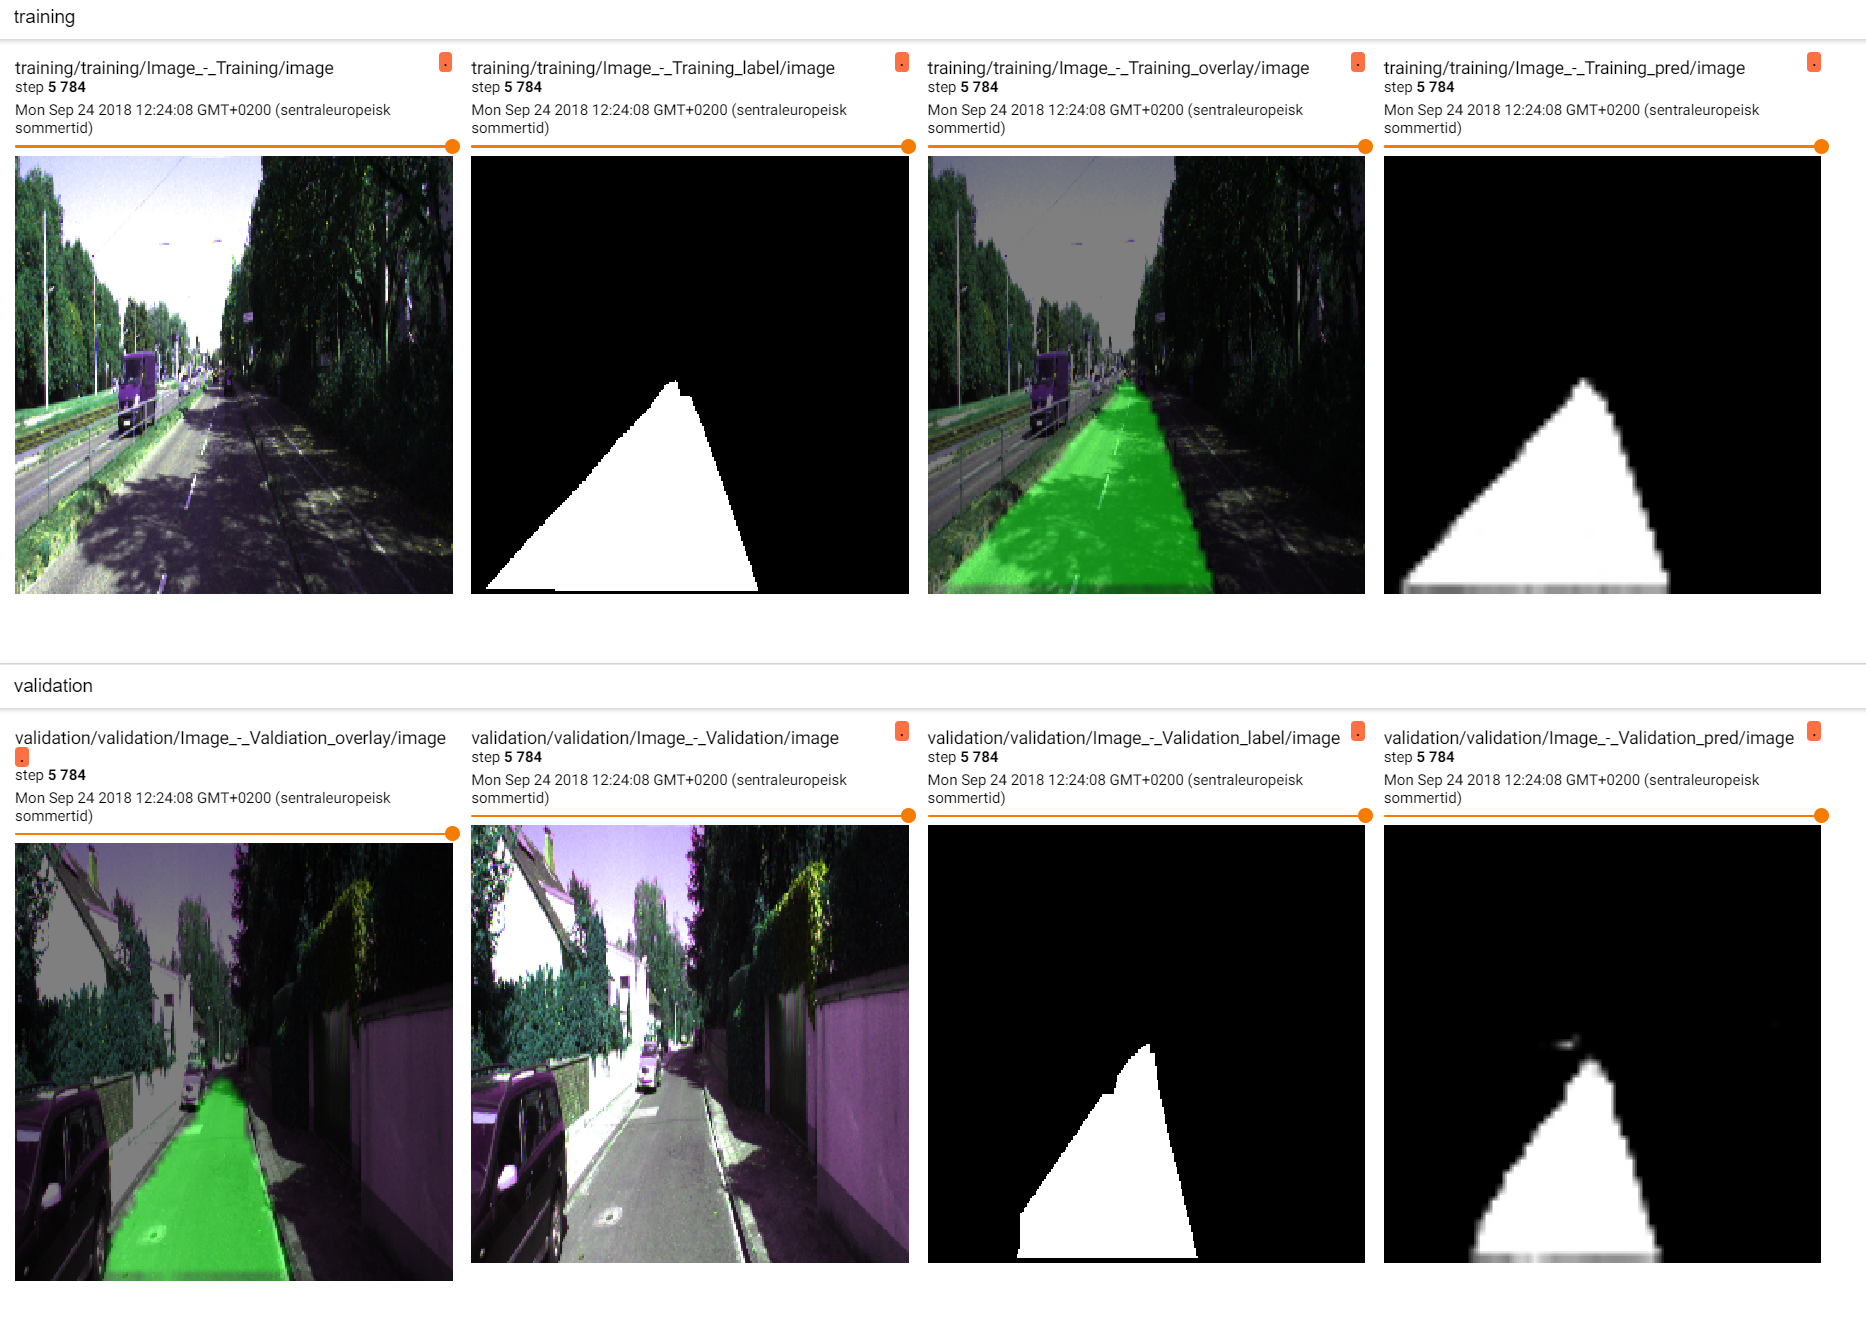 training
training/training/Image_-_Training/image
.
step 5 784
Mon Sep 24 2018 12:24:08 GMT+0200 (sentraleuropeisk
sommertid)
training/training/Image_-_Training_label/image
.
step 5 784
Mon Sep 24 2018 12:24:08 GMT+0200 (sentraleuropeisk
sommertid)
training/training/Image_-_Training_overlay/image
.
step 5 784
Mon Sep 24 2018 12:24:08 GMT+0200 (sentraleuropeisk
sommertid)
training/training/Image_-_Training_pred/image
.
step 5 784
Mon Sep 24 2018 12:24:08 GMT+0200 (sentraleuropeisk
sommertid)
validation
validation/validation/Image_-_Valdiation_overlay/image
.
step 5 784
Mon Sep 24 2018 12:24:08 GMT+0200 (sentraleuropeisk
sommertid)
validation/validation/Image_-_Validation/image
.
step 5 784
Mon Sep 24 2018 12:24:08 GMT+0200 (sentraleuropeisk
sommertid)
validation/validation/Image_-_Validation_label/image
.
step 5 784
Mon Sep 24 2018 12:24:08 GMT+0200 (sentraleuropeisk
sommertid)
validation/validation/Image_-_Validation_pred/image
.
step 5 784
Mon Sep 24 2018 12:24:08 GMT+0200 (sentraleuropeisk
sommertid)